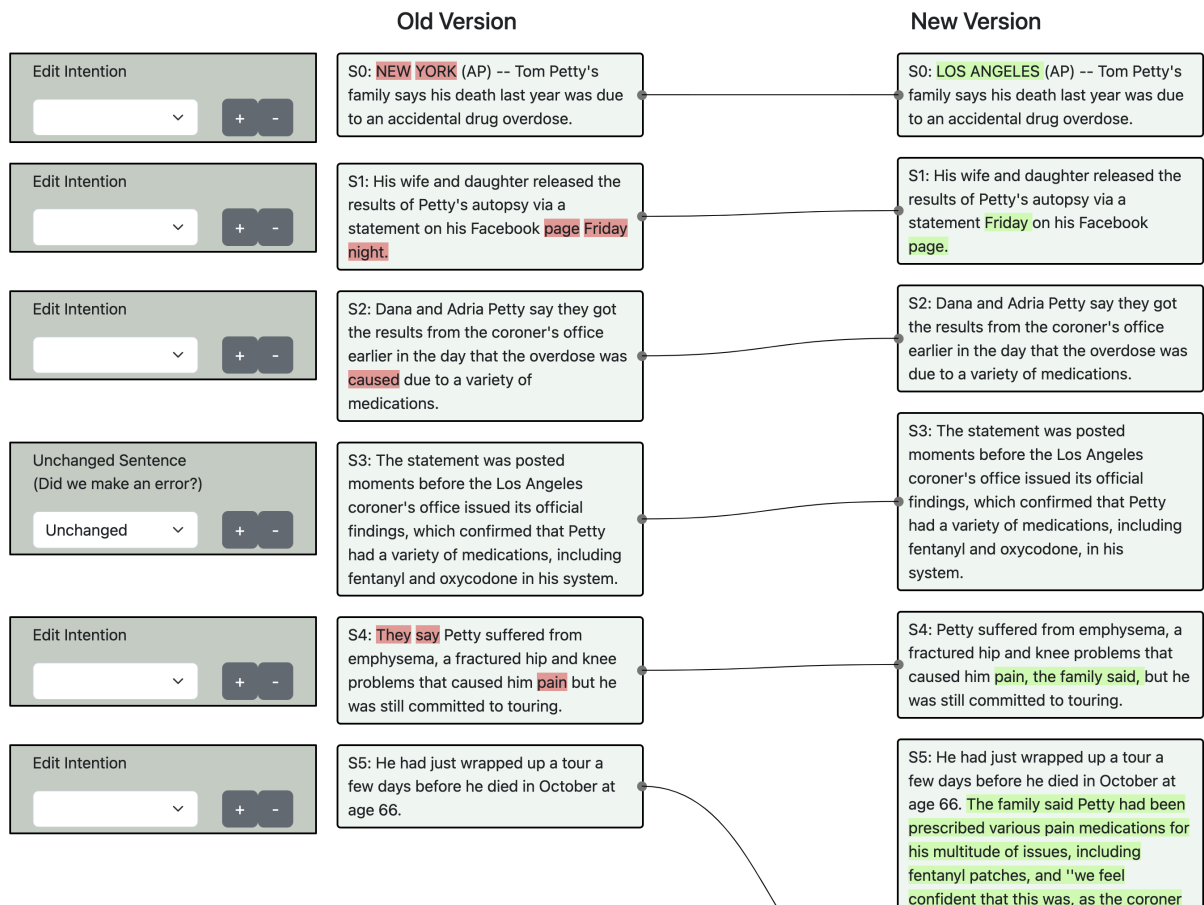 Old Version
New Version
Edit Intention
+ -
S0: NEW YORK (AP) -- Tom Petty's
family says his death last year was due
to an accidental drug overdose.
S0: LOS ANGELES (AP) -- Tom Petty's
family says his death last year was due
to an accidental drug overdose.
Edit Intention
+ -
S1: His wife and daughter released the
results of Petty's autopsy via a
statement on his Facebook page Friday
night.
S1: His wife and daughter released the
results of Petty's autopsy via a
statement Friday on his Facebook
page.
Edit Intention
+ -
S2: Dana and Adria Petty say they got
the results from the coroner's office
earlier in the day that the overdose was
caused due to a variety of
medications.
S2: Dana and Adria Petty say they got
the results from the coroner's office
earlier in the day that the overdose was
due to a variety of medications.
Unchanged Sentence
(Did we make an error?)
Unchanged
+ -
S3: The statement was posted
moments before the Los Angeles
coroner's office issued its official
findings, which confirmed that Petty
had a variety of medications, including
fentanyl and oxycodone in his system.
S3: The statement was posted
moments before the Los Angeles
coroner's office issued its official
findings, which confirmed that Petty
had a variety of medications, including
fentanyl and oxycodone, in his
system.
Edit Intention
+ -
S4: They say Petty suffered from
emphysema, a fractured hip and knee
problems that caused him pain but he
was still committed to touring.
S4: Petty suffered from emphysema, a
fractured hip and knee problems that
caused him pain, the family said, but he
was still committed to touring.
Edit Intention
+ -
S5: He had just wrapped up a tour a
few days before he died in October at
age 66.
S5: He had just wrapped up a tour a
few days before he died in October at
age 66. The family said Petty had been
prescribed various pain medications for
his multitude of issues, including
fentanyl patches, and ''we feel
confident that this was, as the coroner